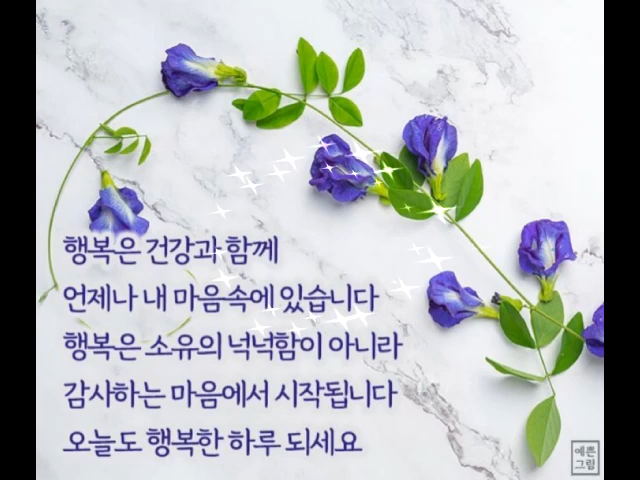 행복은 건강과 함께
언제나 내 마음속에 있습니다
행복은 소유의 넉넉함이 아니라
감사하는 마음에서 시작됩니다
오늘도 행복한 하루 되세요
예쁜
그림